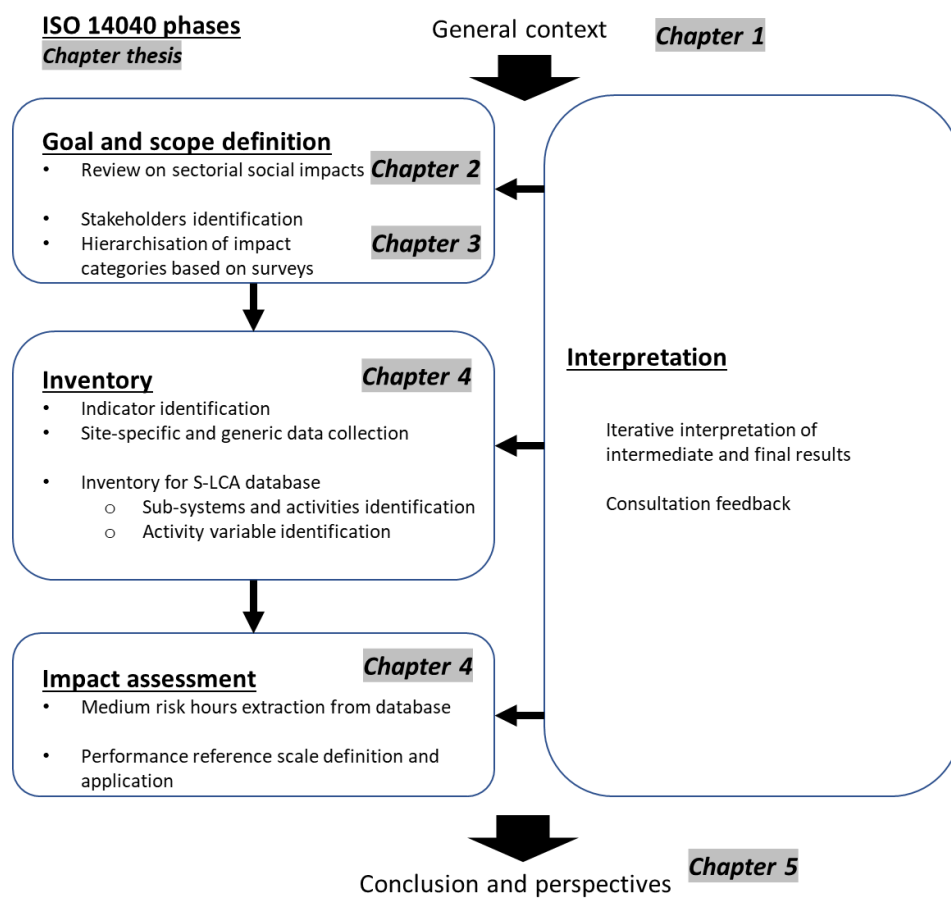 ISO 14040 phases
Chapter thesis
General context
Chapter 1
Goal and scope definition
• Review on sectorial social impacts
Chapter 2
• Stakeholders identification
• Hierarchisation of impact
categories based on surveys
Chapter 3
Inventory
Chapter 4
• Indicator identification
• Site-specific and generic data collection
• Inventory for S-LCA database
o Sub-systems and activities identification
o Activity variable identification
Impact assessment
Chapter 4
• Medium risk hours extraction from database
• Performance reference scale definition and
application
Interpretation
Iterative interpretation of
intermediate and final results
Consultation feedback
Conclusion and perspectives
Chapter 5